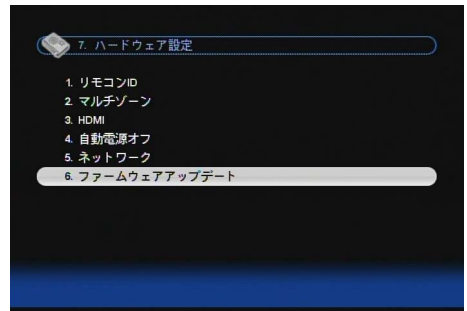 7. ハードウェア設定
1. リモコンID
2. マルチゾーン
3. HDMI
4. 自動電源オフ
5. ネットワーク
6. ファームウェアアップデート